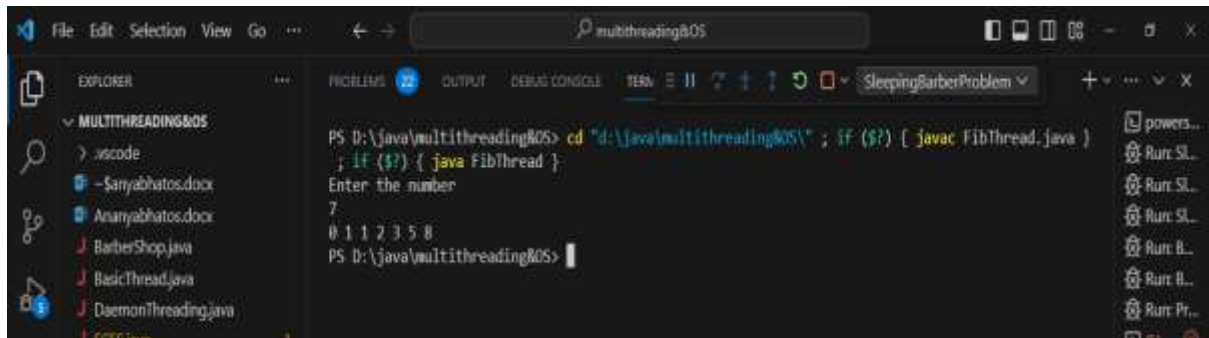 File Edit Selection View Go ···
multithreading&OS
EXPLORER ···
PROBLEMS 22 OUTPUT DEBUG CONSOLE TERM
SleepingBarberProblem
MULTITHREADING&OS
.vscode
~$anyabhatos.docx
Ananyabhatos.docx
BarberShop.java
BasicThread.java
DaemonThreading.java
PS D:\java\multithreading&OS> cd "d:\java\multithreading&OS\" ; if ($?) { javac FibThread.java }
; if ($?) { java FibThread }
Enter the number
7
0 1 1 2 3 5 8
PS D:\java\multithreading&OS>
powers...
Run: Sl...
Run: Sl...
Run: Sl...
Run: B...
Run: B...
Run: Pr...